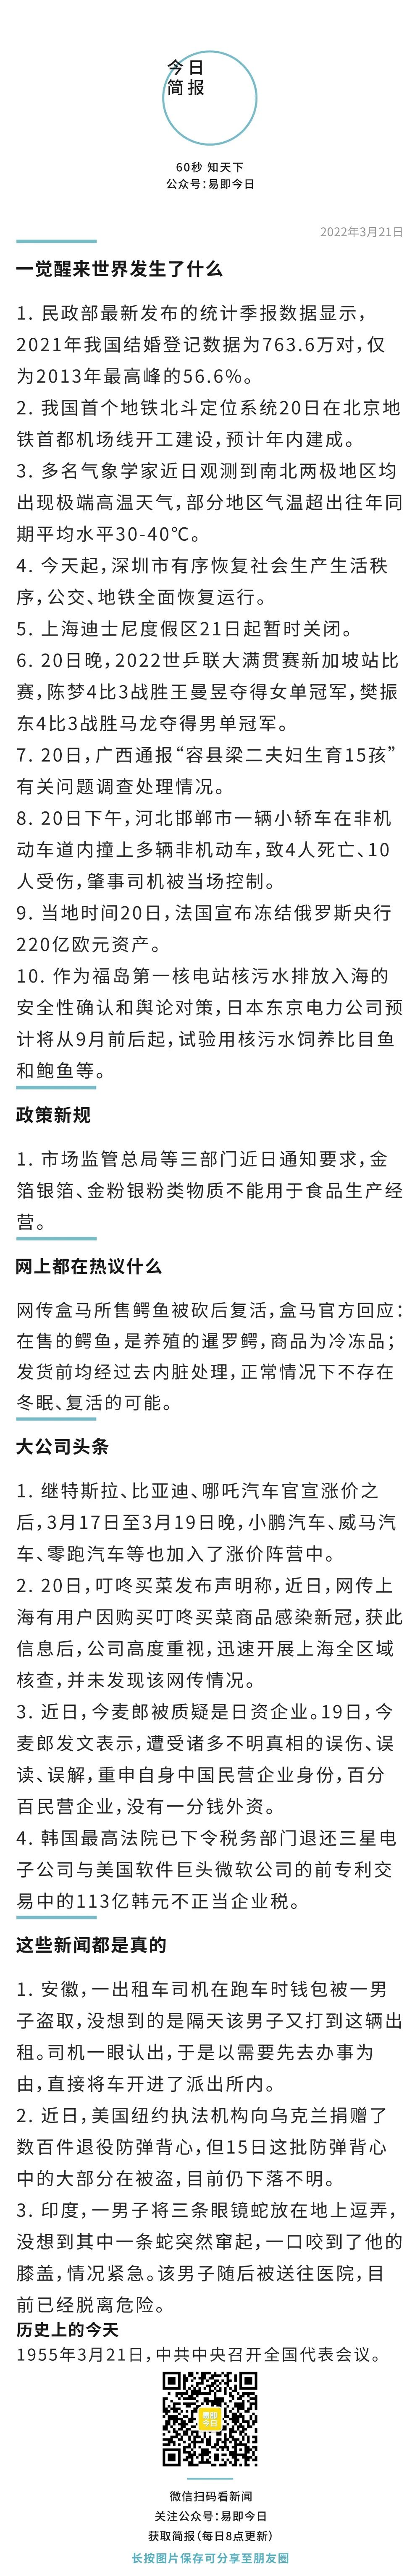 今日
简报
60秒 知天下
公众号：易即今日
2022年3月21日
一觉醒来世界发生了什么
1. 民政部最新发布的统计季报数据显示，
2021年我国结婚登记数据为763.6万对，仅
为2013年最高峰的56.6%。
2. 我国首个地铁北斗定位系统20日在北京地
铁首都机场线开工建设，预计年内建成。
3. 多名气象学家近日观测到南北两极地区均
出现极端高温天气，部分地区气温超出往年同
期平均水平30-40℃。
4. 今天起，深圳市有序恢复社会生产生活秩
序，公交、地铁全面恢复运行。
5. 上海迪士尼度假区21日起暂时关闭。
6. 20日晚，2022世乒联大满贯赛新加坡站比
赛，陈梦4比3战胜王曼昱夺得女单冠军，樊振
东4比3战胜马龙夺得男单冠军。
7. 20日，广西通报“容县梁二夫妇生育15孩”
有关问题调查处理情况。
8. 20日下午，河北邯郸市一辆小轿车在非机
动车道内撞上多辆非机动车，致4人死亡、10
人受伤，肇事司机被当场控制。
9. 当地时间20日，法国宣布冻结俄罗斯央行
220亿欧元资产。
10. 作为福岛第一核电站核污水排放入海的
安全性确认和舆论对策，日本东京电力公司预
计将从9月前后起，试验用核污水饲养比目鱼
和鲍鱼等。
政策新规
1. 市场监管总局等三部门近日通知要求，金
箔银箔、金粉银粉类物质不能用于食品生产经
营。
网上都在热议什么
网传盒马所售鳄鱼被砍后复活，盒马官方回应：
在售的鳄鱼，是养殖的暹罗鳄，商品为冷冻品；
发货前均经过去内脏处理，正常情况下不存在
冬眠、复活的可能。
大公司头条
1. 继特斯拉、比亚迪、哪吒汽车官宣涨价之
后，3月17日至3月19日晚，小鹏汽车、威马汽
车、零跑汽车等也加入了涨价阵营中。
2. 20日，叮咚买菜发布声明称，近日，网传上
海有用户因购买叮咚买菜商品感染新冠，获此
信息后，公司高度重视，迅速开展上海全区域
核查，并未发现该网传情况。
3. 近日，今麦郎被质疑是日资企业。19日，今
麦郎发文表示，遭受诸多不明真相的误伤、误
读、误解，重申自身中国民营企业身份，百分
百民营企业，没有一分钱外资。
4. 韩国最高法院已下令税务部门退还三星电
子公司与美国软件巨头微软公司的前专利交
易中的113亿韩元不正当企业税。
这些新闻都是真的
1. 安徽，一出租车司机在跑车时钱包被一男
子盗取，没想到的是隔天该男子又打到这辆出
租。司机一眼认出，于是以需要先去办事为
由，直接将车开进了派出所内。
2. 近日，美国纽约执法机构向乌克兰捐赠了
数百件退役防弹背心，但15日这批防弹背心
中的大部分在被盗，目前仍下落不明。
3. 印度，一男子将三条眼镜蛇放在地上逗弄，
没想到其中一条蛇突然窜起，一口咬到了他的
膝盖，情况紧急。该男子随后被送往医院，目
前已经脱离危险。
历史上的今天
1955年3月21日，中共中央召开全国代表会议。
易即
今日
微信扫码看新闻
关注公众号：易即今日
获取简报（每日8点更新）
长按图片保存可分享至朋友圈